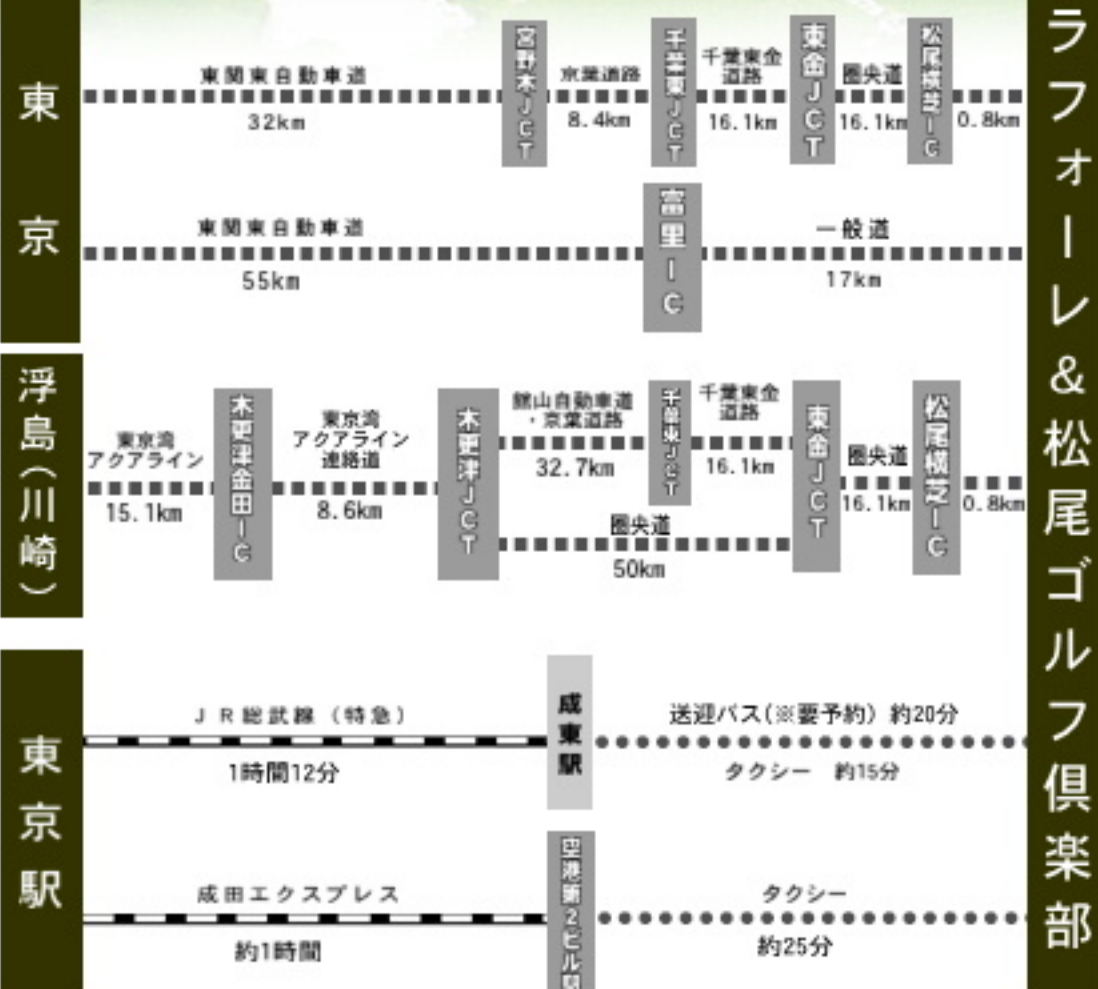 東京
東関東自動車道
32km
宮野木JCT
京葉道路
8.4km
千葉東JCT
千葉東金
道路
16.1km
東金JCT
圏央道
16.1km
松尾横芝IC
0.8km
東関東自動車道
55km
富里IC
一般道
17km
浮島(川崎)
東京湾
アクアライン
15.1km
木更津金田IC
東京湾
アクアライン
連絡道
8.6km
木更津JCT
館山自動車道
・京葉道路
32.7km
千葉東JCT
千葉東金
道路
16.1km
圏央道
50km
東金JCT
圏央道
16.1km
松尾横芝IC
0.8km
東京駅
JR総武線(特急)
1時間12分
成東駅
送迎バス(※要予約) 約20分
タクシー 約15分
成田エクスプレス
約1時間
空港第2ビル駅
タクシー
約25分
ラフォーレ&松尾ゴルフ倶楽部